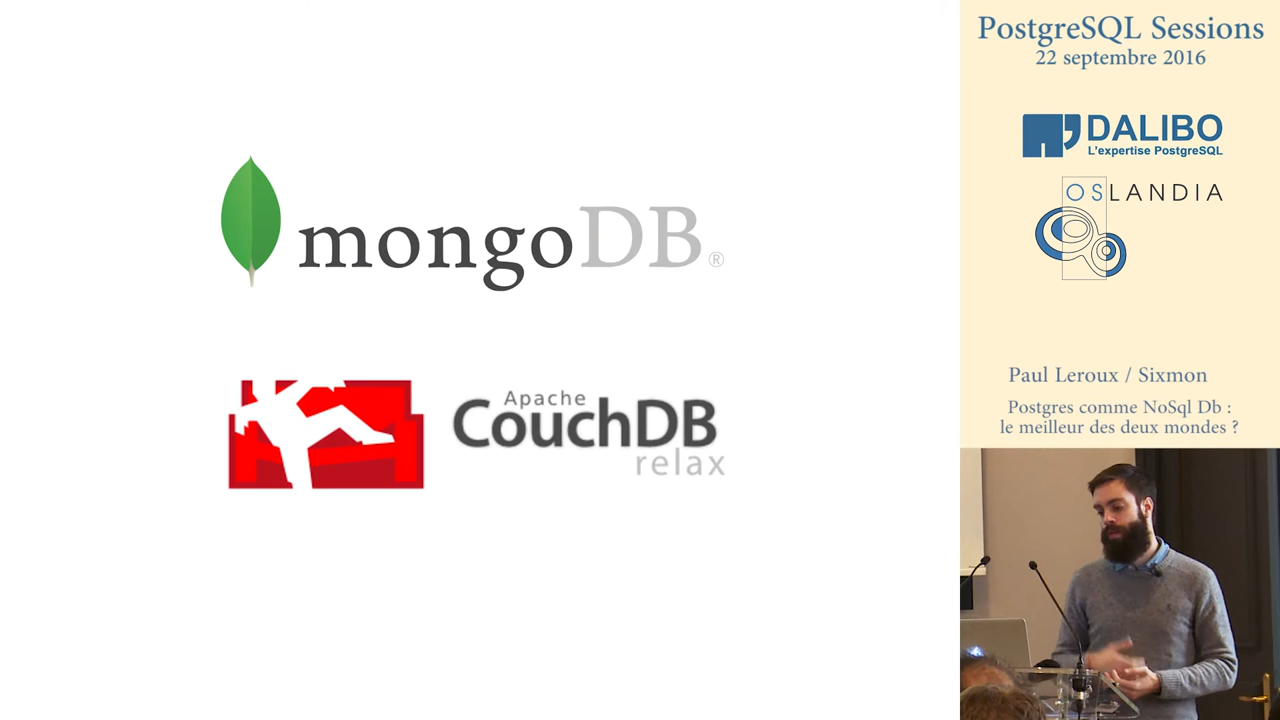 mongoDB®
Apache
CouchDB
relax
PostgreSQL Sessions
22 septembre 2016
DALIBO
L'expertise PostgreSQL
OSLANDIA
Paul Leroux / Sixmon
Postgres comme NoSql Db :
le meilleur des deux mondes ?